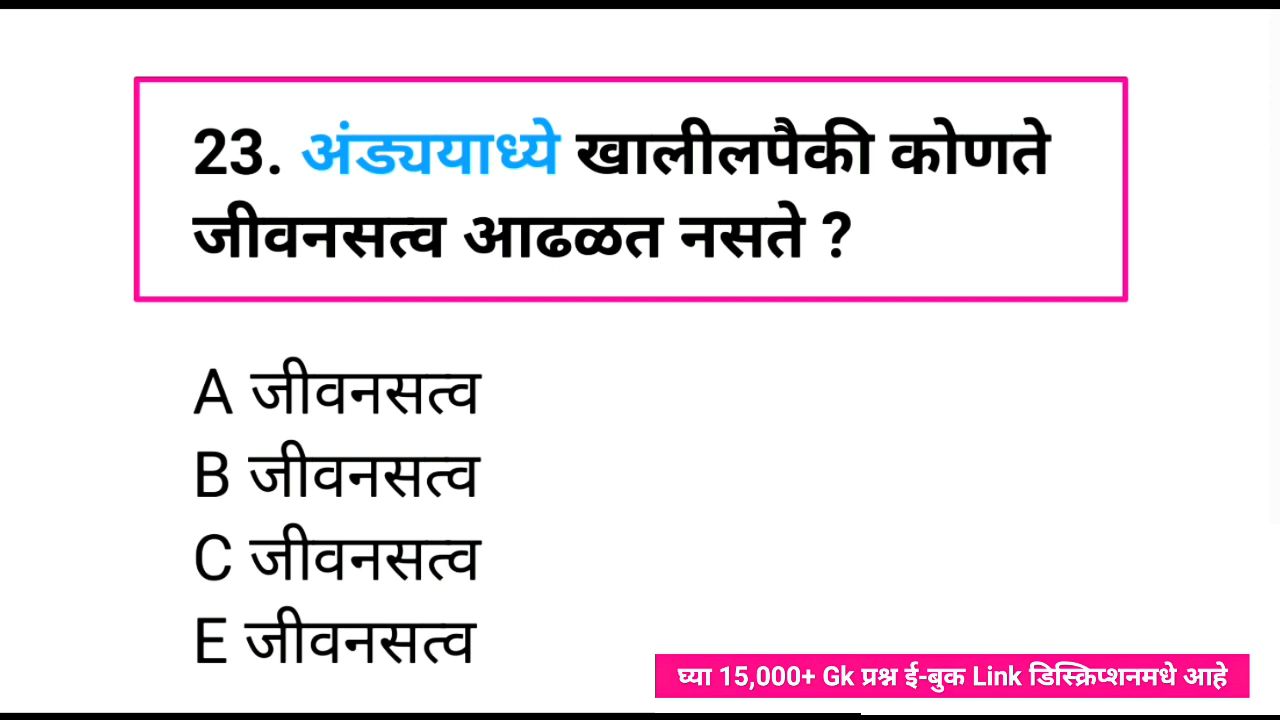 23. अंड्ययाध्ये खालीलपैकी कोणते
जीवनसत्व आढळत नसते ?
A जीवनसत्व
B जीवनसत्व
C जीवनसत्व
E जीवनसत्व
घ्या 15,000+ Gk प्रश्न ई-बुक Link डिस्क्रिप्शनमधे आहे